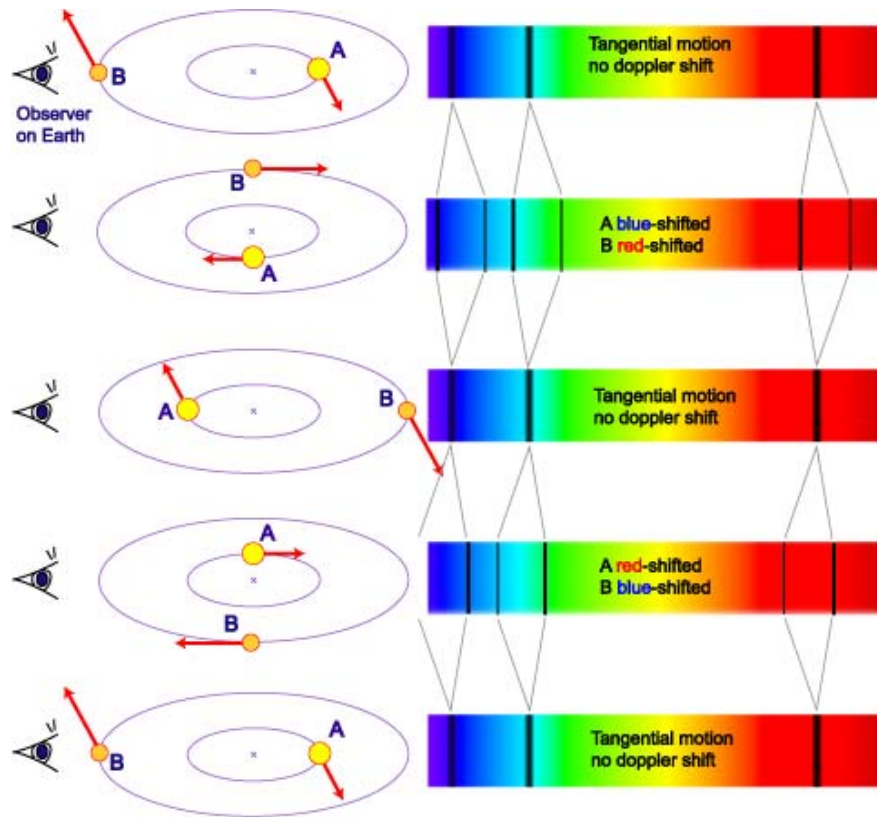 A
B
Observer
on Earth
Tangential motion
no doppler shift
B
A
A blue-shifted
B red-shifted
A
B
Tangential motion
no doppler shift
A
B
A red-shifted
B blue-shifted
A
B
Tangential motion
no doppler shift